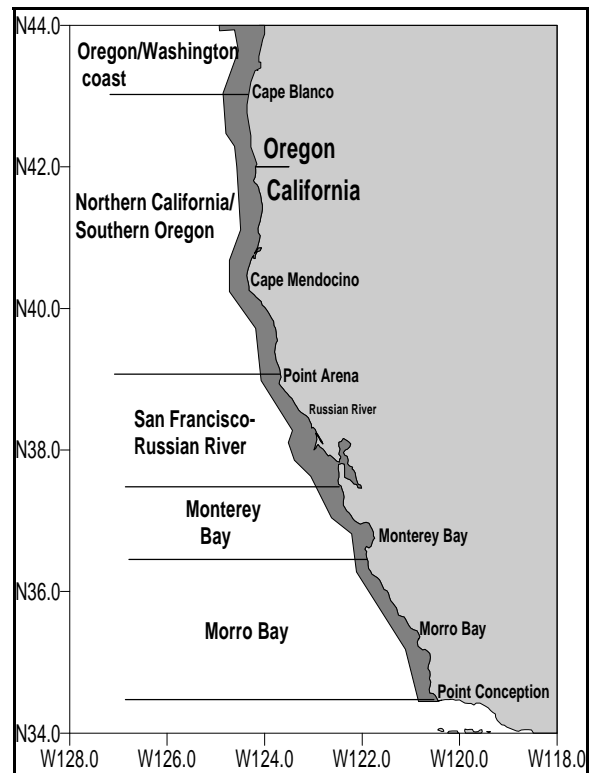 N44.0
Oregon/Washington
coast
Cape Blanco
Oregon
N42.0
California
Northern California/
Southern Oregon
Cape Mendocino
N40.0
Point Arena
Russian River
San Francisco-
Russian River
N38.0
Monterey
Bay
Monterey Bay
N36.0
Morro Bay
Morro Bay
Point Conception
N34.0
W128.0 W126.0 W124.0 W122.0 W120.0 W118.0